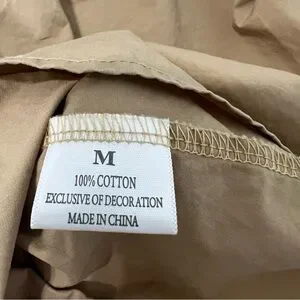 M
100% COTTON
EXCLUSIVE OF DECORATION
MADE IN CHINA